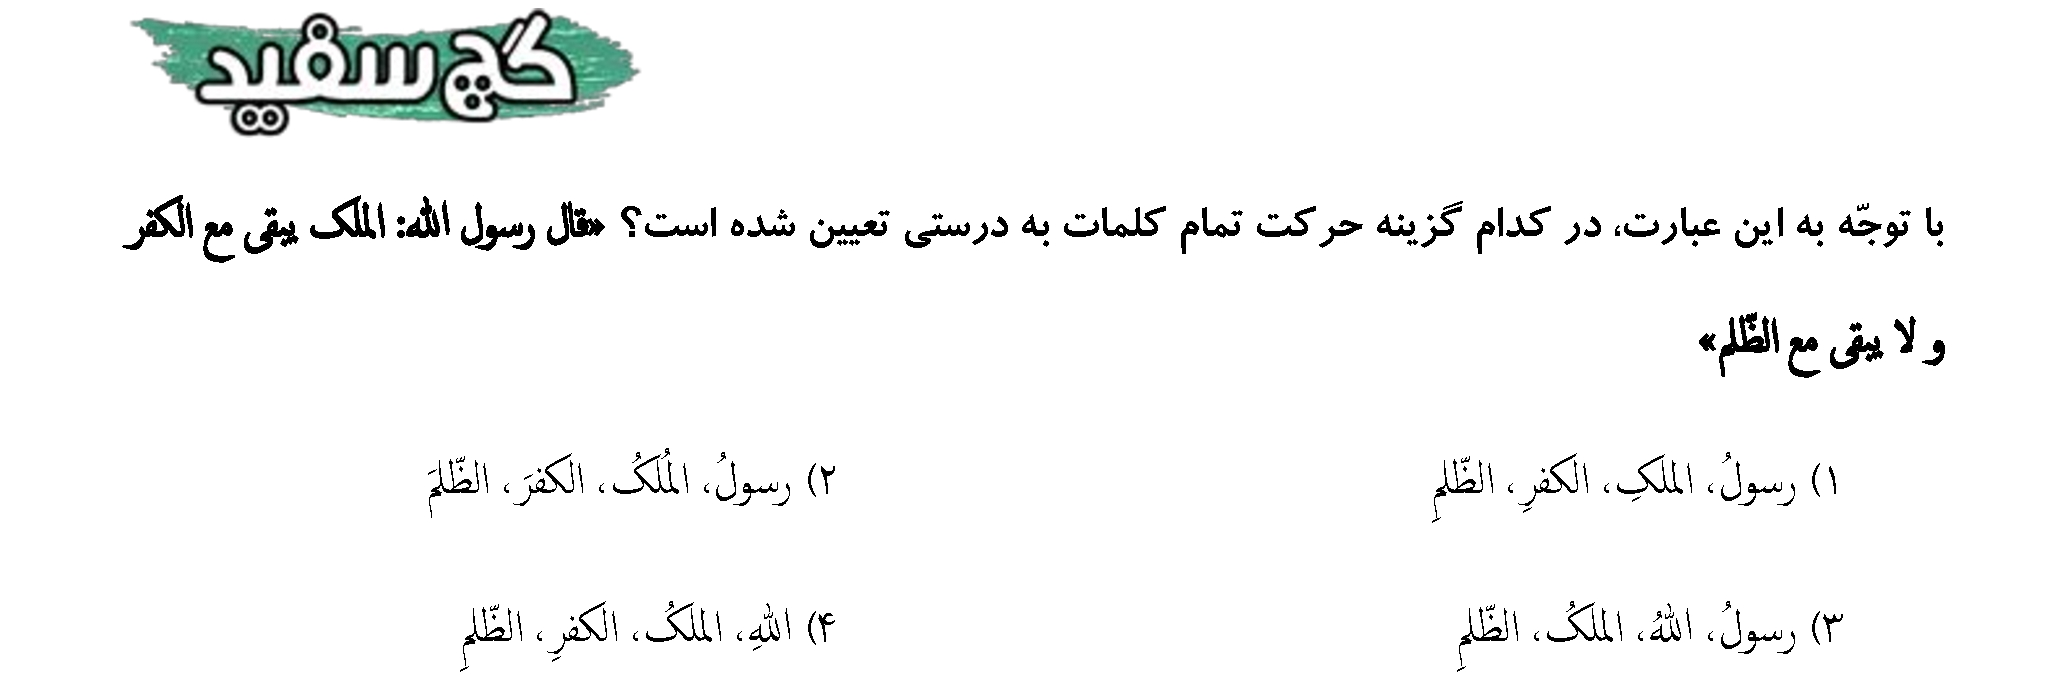 گچ سفید
با توجّه به این عبارت، در کدام گزینه حرکت تمام کلمات به درستی تعیین شده است؟ «قال رسول الله: الملک یبقی مع الکفر
و لا یبقی مع الظّلم»
۱) رسولُ، الملکِ، الکفرِ، الظّلمِ
۲) رسولُ، المُلکُ، الکفرَ، الظّلمَ
۳) رسولُ، اللهُ، الملکُ، الظّلمِ
۴) اللهِ، الملکُ، الکفرِ، الظّلمِ